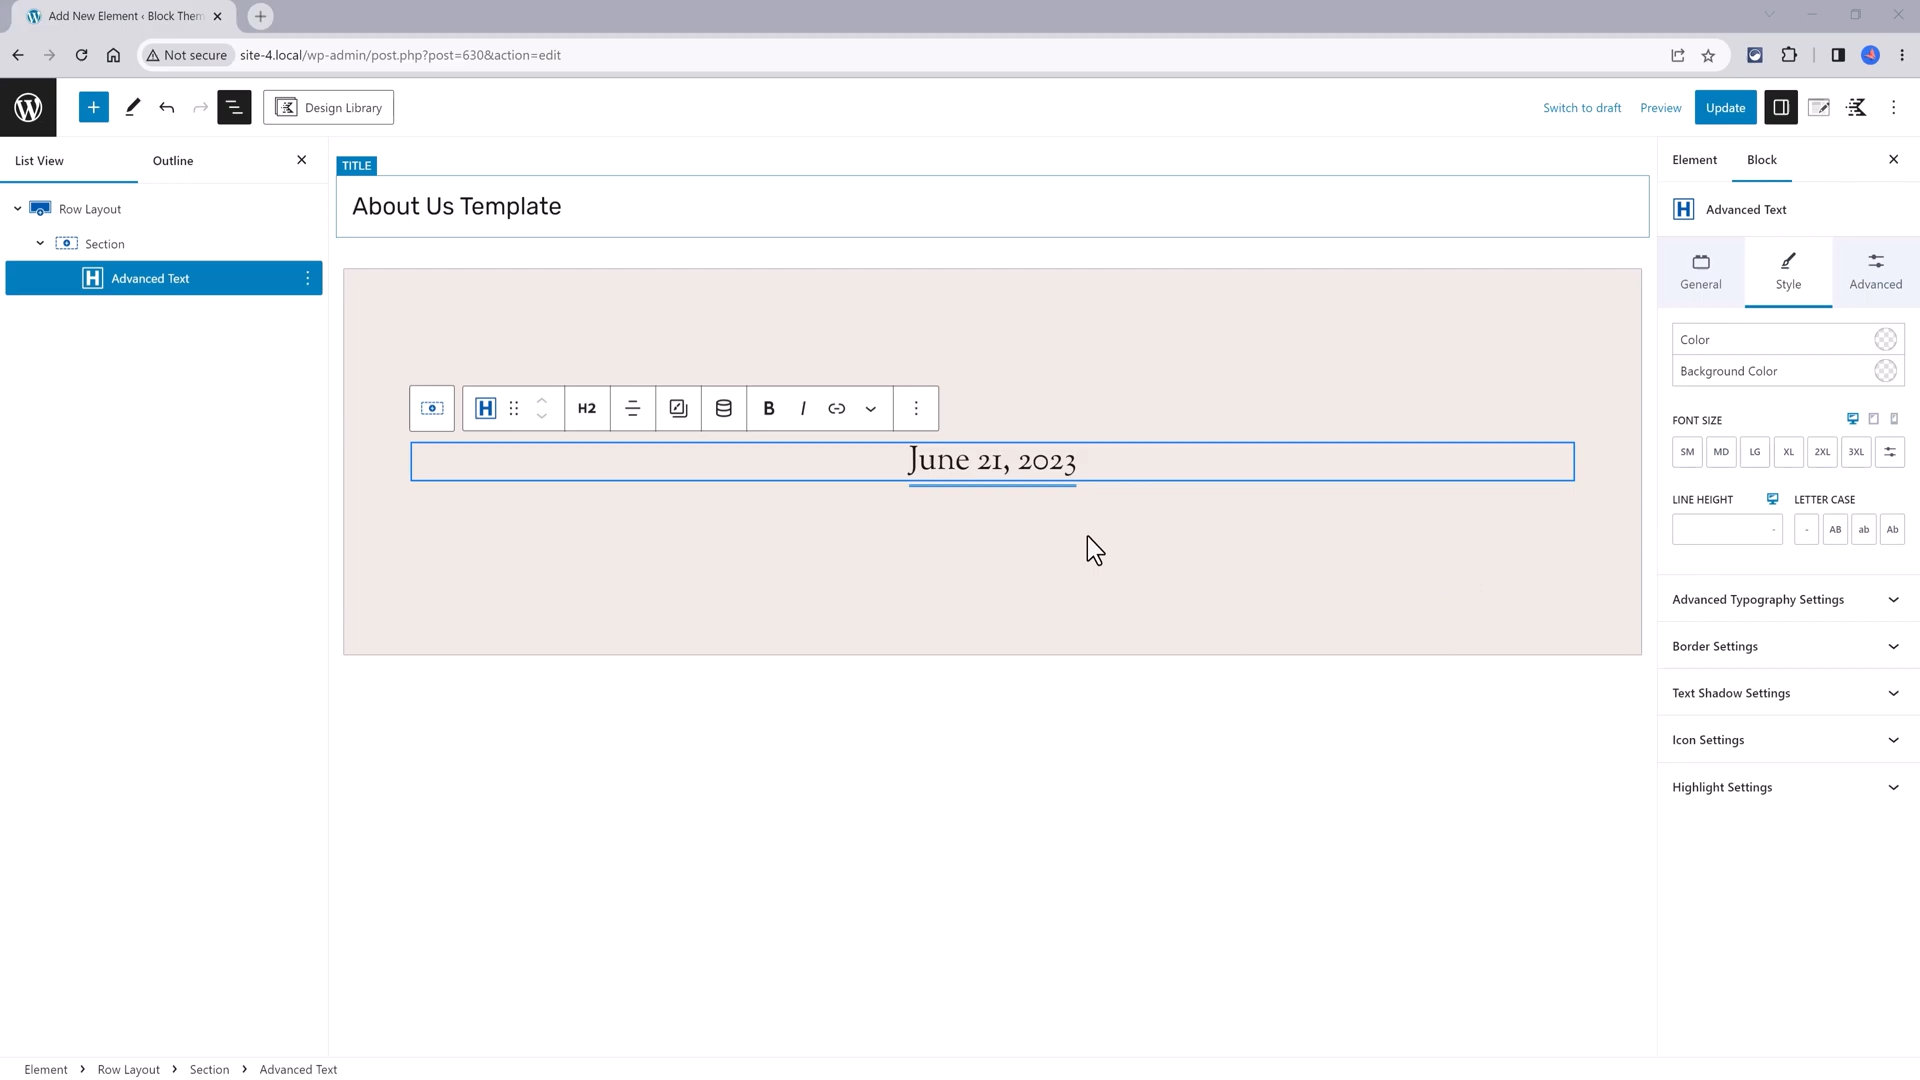 Add New Element ‹ Block Them
Not secure
site-4.local/wp-admin/post.php?post=630&action=edit
Design Library
Switch to draft
Preview
Update
List View
Outline
Row Layout
Section
Advanced Text
TITLE
About Us Template
H2
B
I
June 21, 2023
Element
Block
Advanced Text
General
Style
Advanced
Color
Background Color
FONT SIZE
SM
MD
LG
XL
2XL
3XL
LINE HEIGHT
LETTER CASE
-
-
AB
ab
Ab
Advanced Typography Settings
Border Settings
Text Shadow Settings
Icon Settings
Highlight Settings
Element > Row Layout > Section > Advanced Text